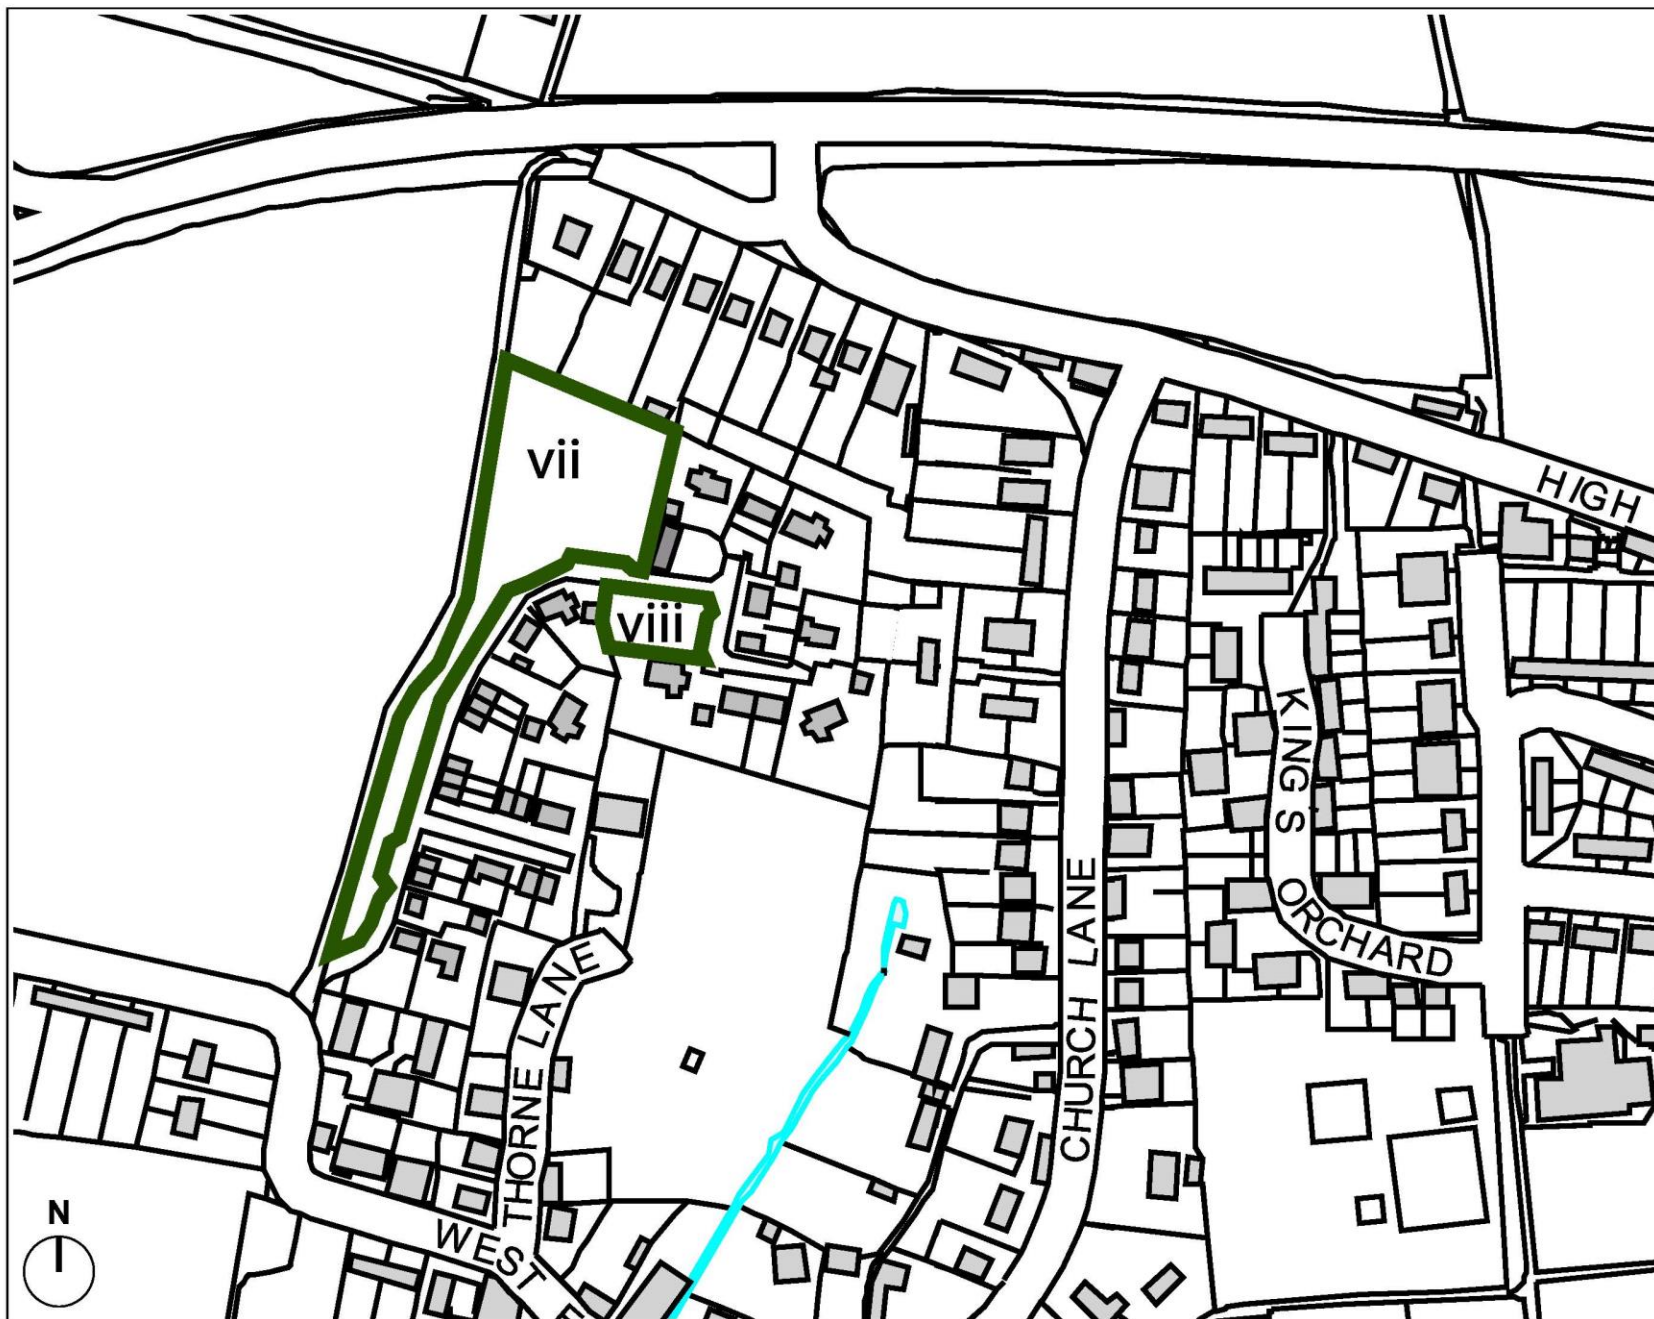 vii
HIGH
viii
KING S ORCHARD
CHURCH LANE
THORNE LANE
N
WEST